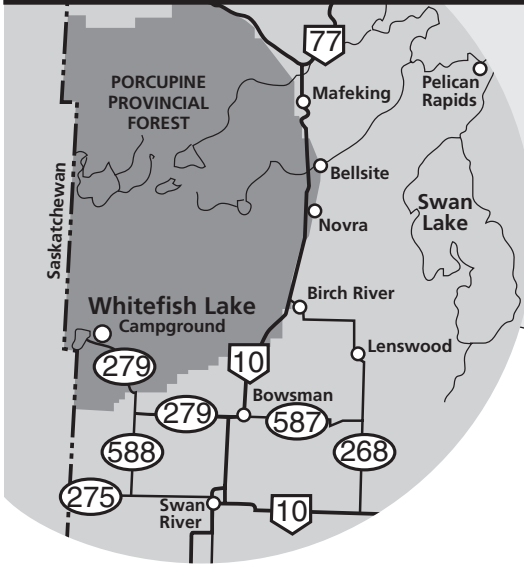 77
PORCUPINE
PROVINCIAL
FOREST
Mafeking
Pelican
Rapids
Bellsite
Saskatchewan
Swan
Lake
Novra
Birch River
Whitefish Lake
Campground
Lenswood
279
10
Bowsman
279
587
588
268
275
Swan
River
10